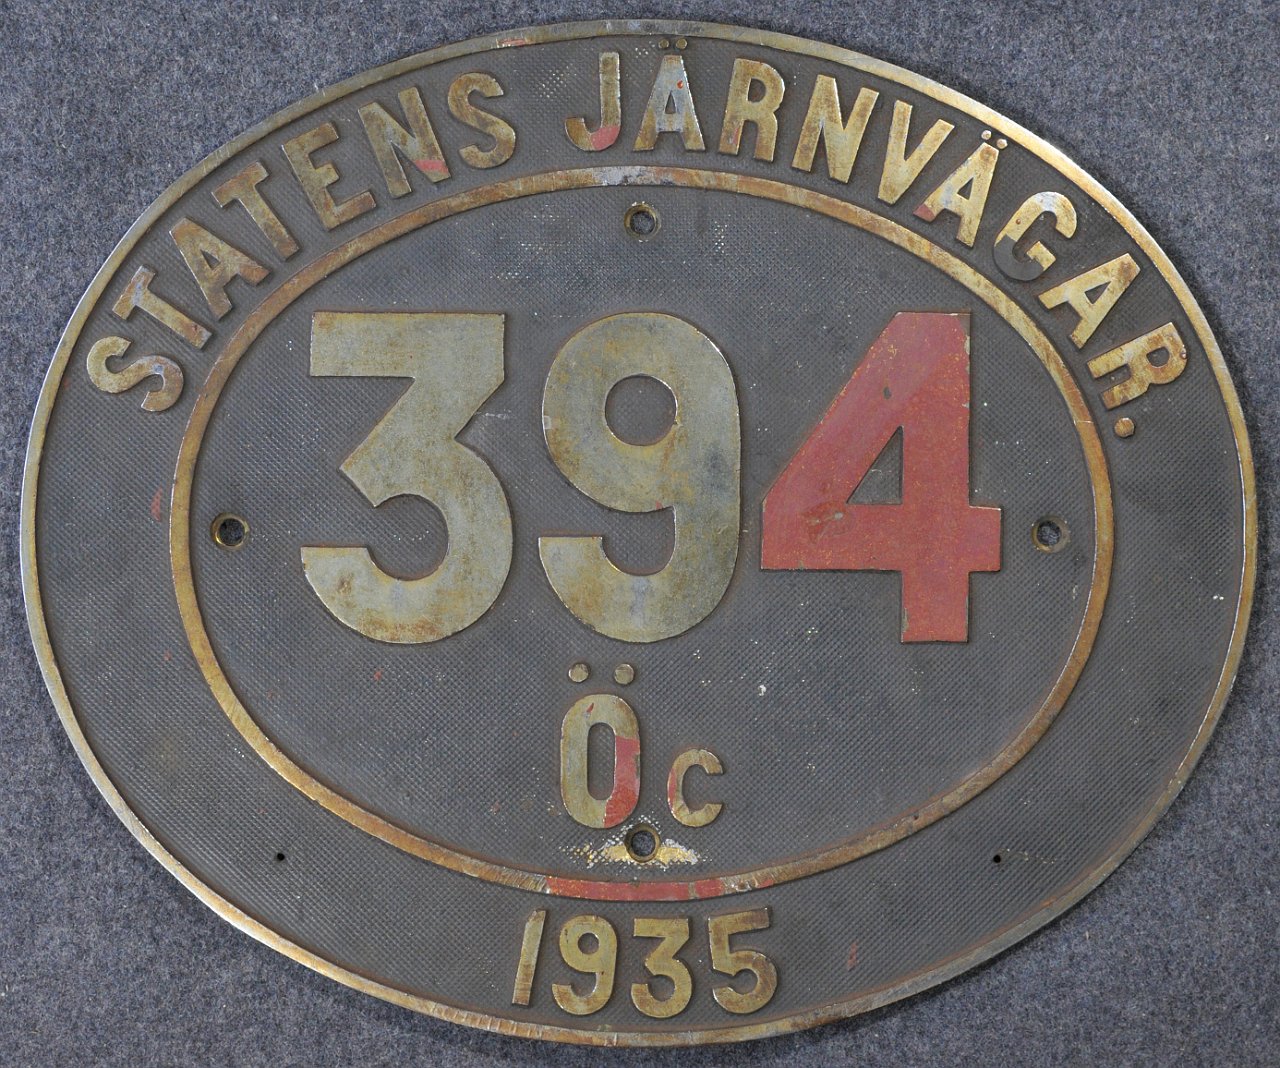 STATENS JÄRNVÄGAR.
394
Öc
1935